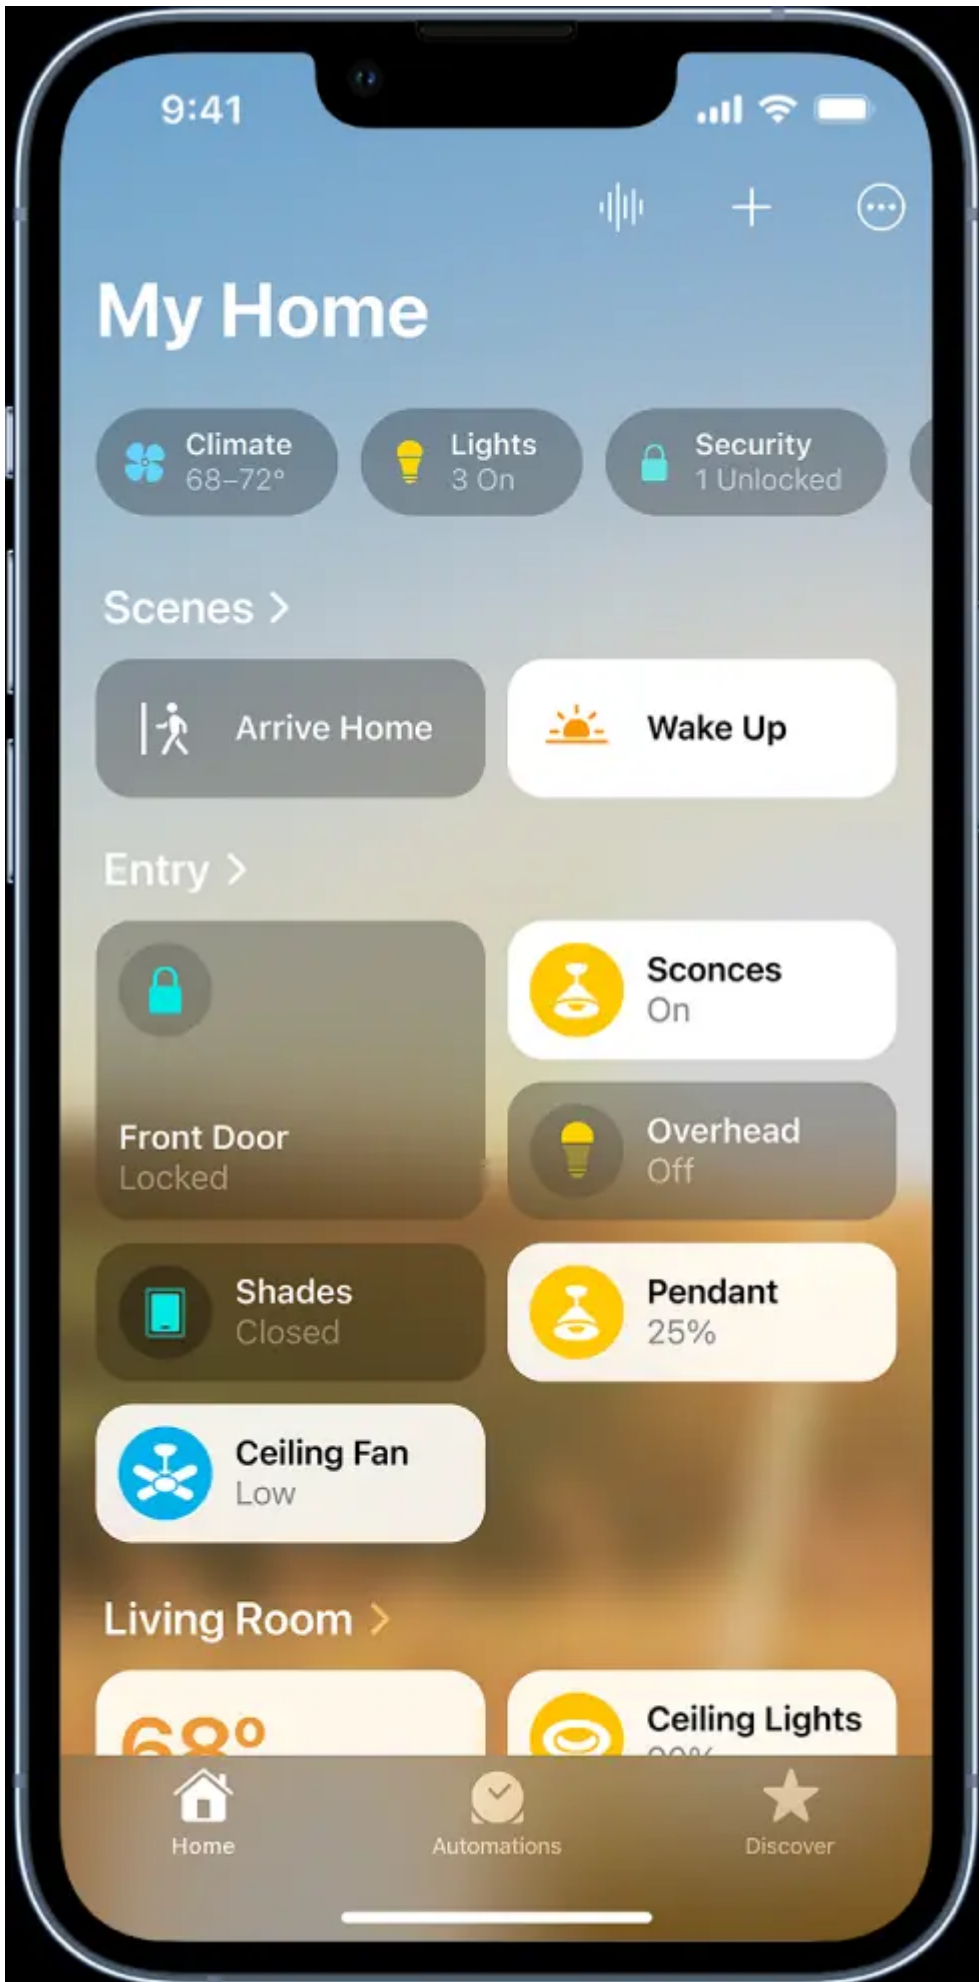 9:41
My Home
Climate
68–72°
Lights
3 On
Security
1 Unlocked
Scenes >
Arrive Home
Wake Up
Entry >
Front Door
Locked
Sconces
On
Overhead
Off
Shades
Closed
Pendant
25%
Ceiling Fan
Low
Living Room >
68°
Ceiling Lights
Home
Automations
Discover